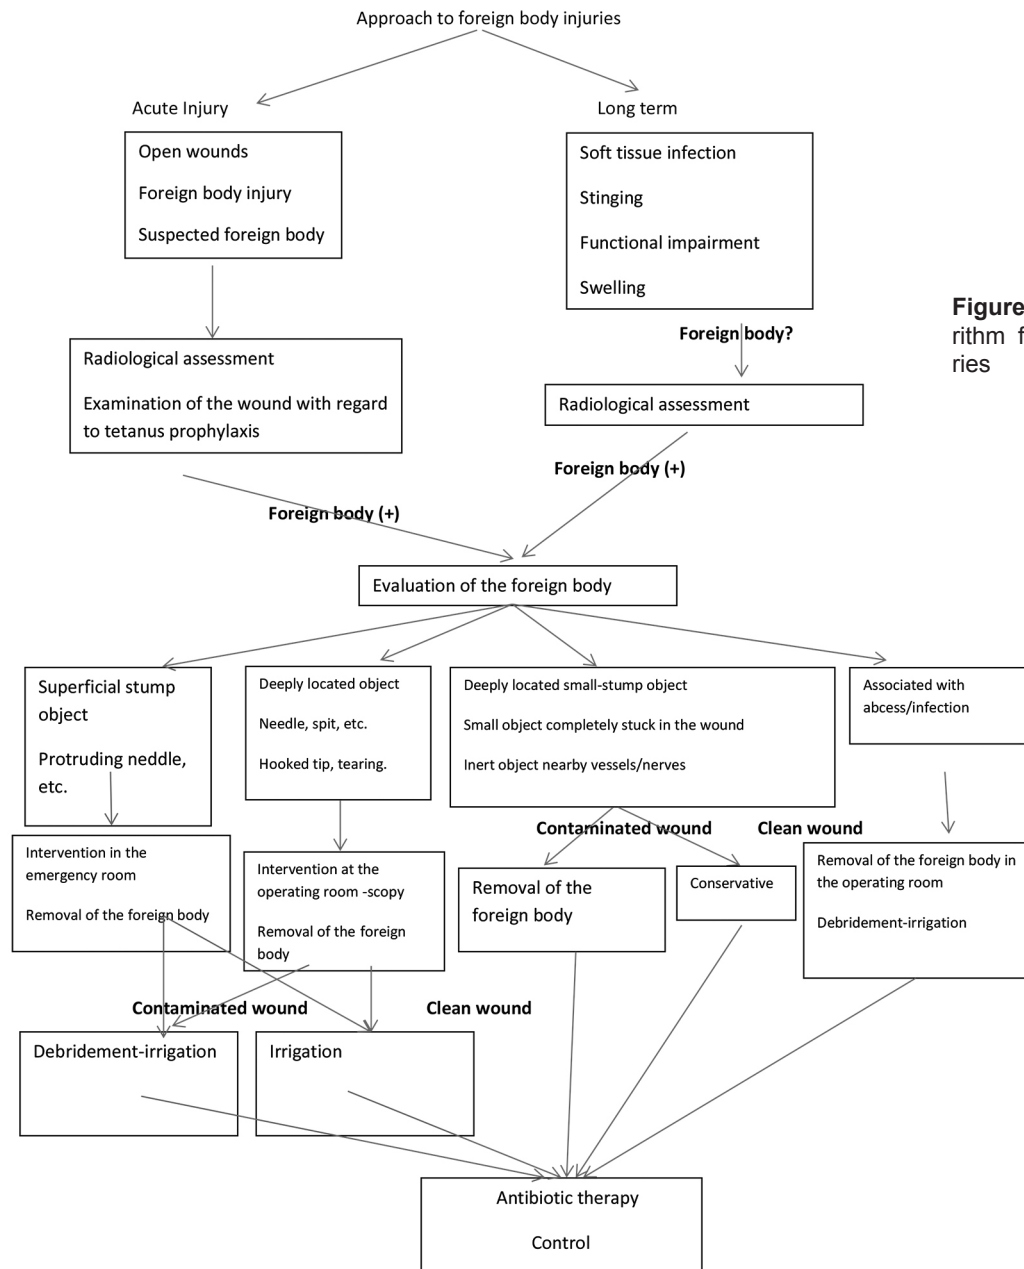 Approach to foreign body injuries
Acute Injury
Open wounds
Foreign body injury
Suspected foreign body
Long term
Soft tissue infection
Stinging
Functional impairment
Swelling
Foreign body?
Figure
rithm f
ries
Radiological assessment
Examination of the wound with regard
to tetanus prophylaxis
Radiological assessment
Foreign body (+)
Foreign body (+)
Evaluation of the foreign body
Superficial stump
object
Protruding neddle,
etc.
Deeply located object
Needle, spit, etc.
Hooked tip, tearing.
Deeply located small-stump object
Small object completely stuck in the wound
Inert object nearby vessels/nerves
Associated with
abcess/infection
Contaminated wound
Clean wound
Intervention in the
emergency room
Removal of the foreign body
Intervention at the
operating room -scopy
Removal of the foreign
body
Removal of the
foreign body
Conservative
Removal of the foreign body in
the operating room
Debridement-irrigation
Contaminated wound
Clean wound
Debridement-irrigation
Irrigation
Antibiotic therapy
Control